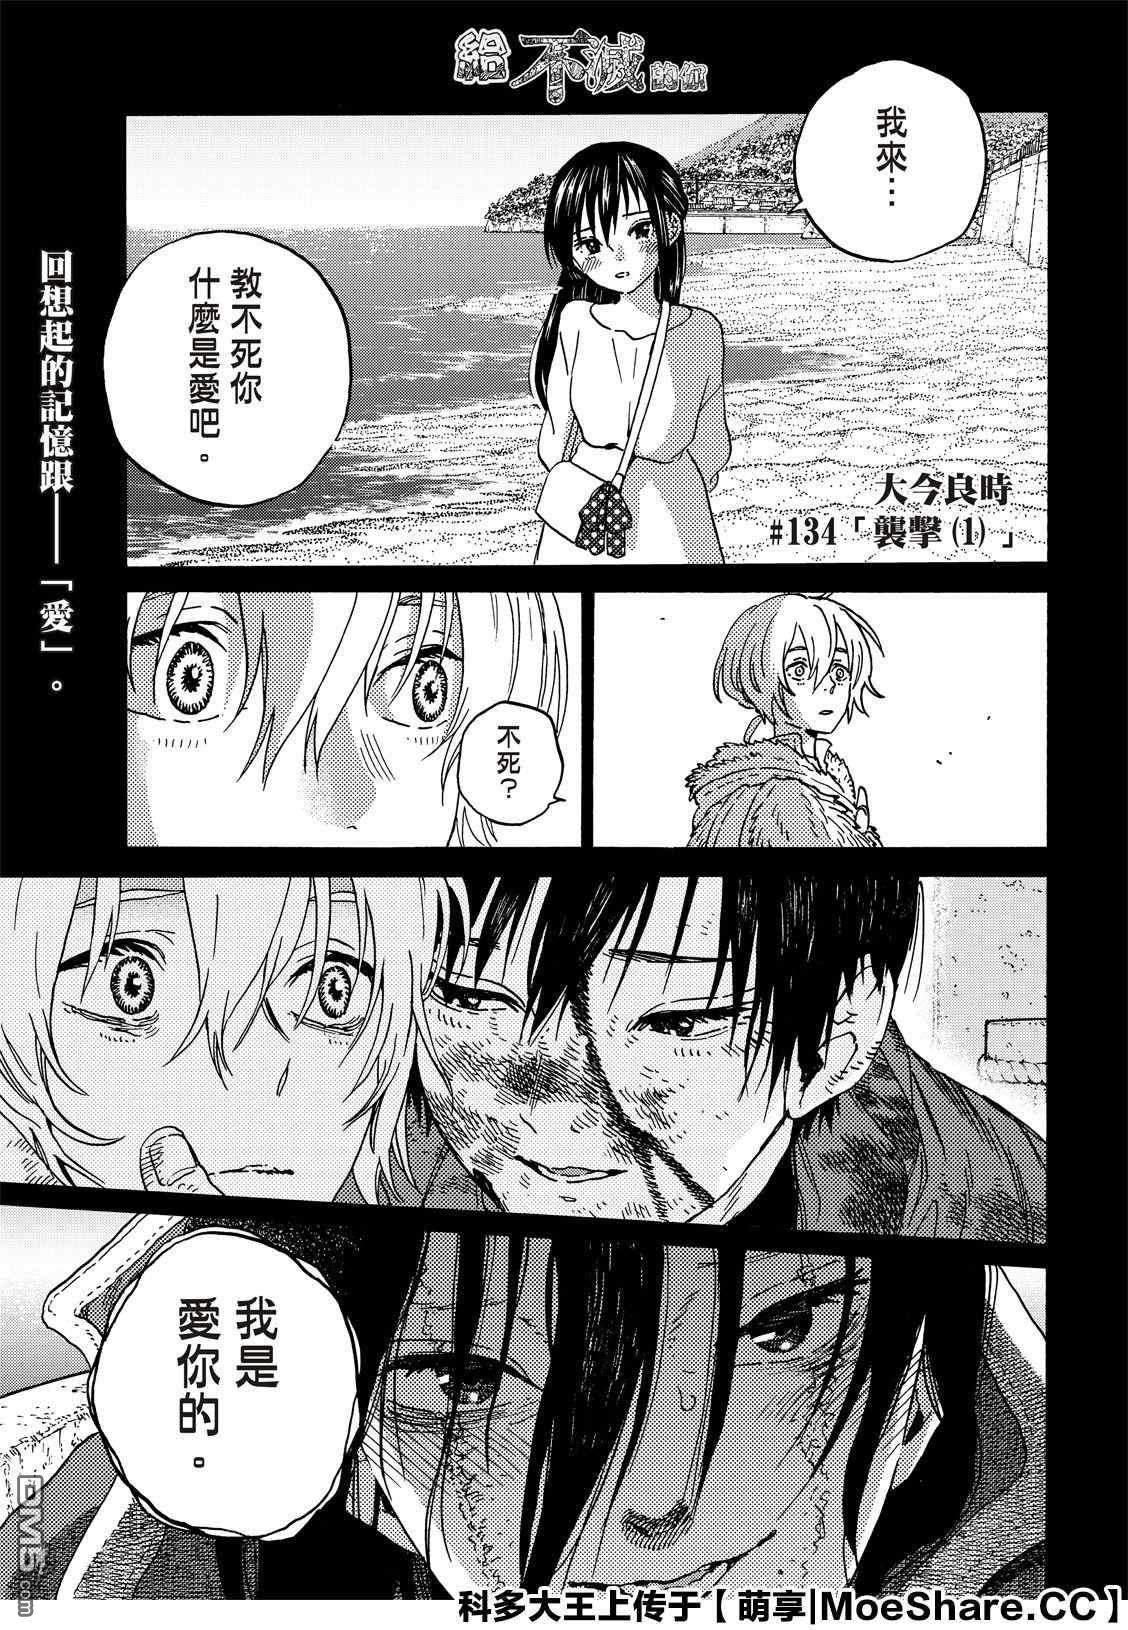 給不滅的你
我來…
教不死你
什麼是愛吧。
回想起的記憶跟——「愛」。
大今良時
#134「襲擊(1)」
不死？
我是
愛你的。
DM5.com
科多大王上传于【萌享|MoeShare.CC】